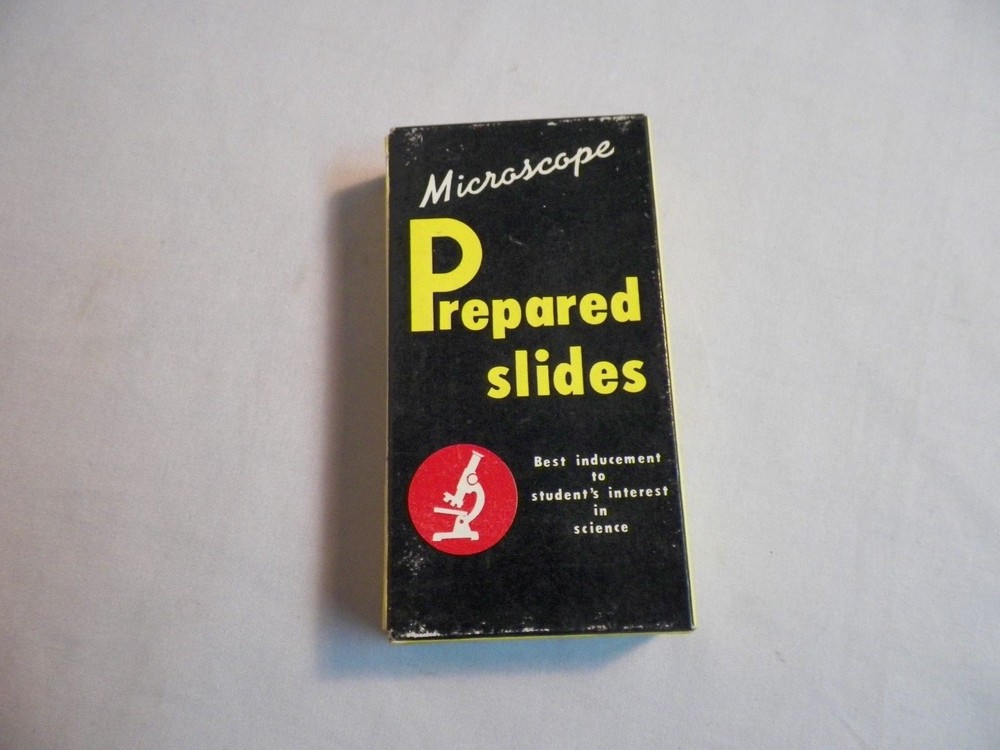 Microscope
Prepared
slides
Best inducement
to
student's interest
in
science